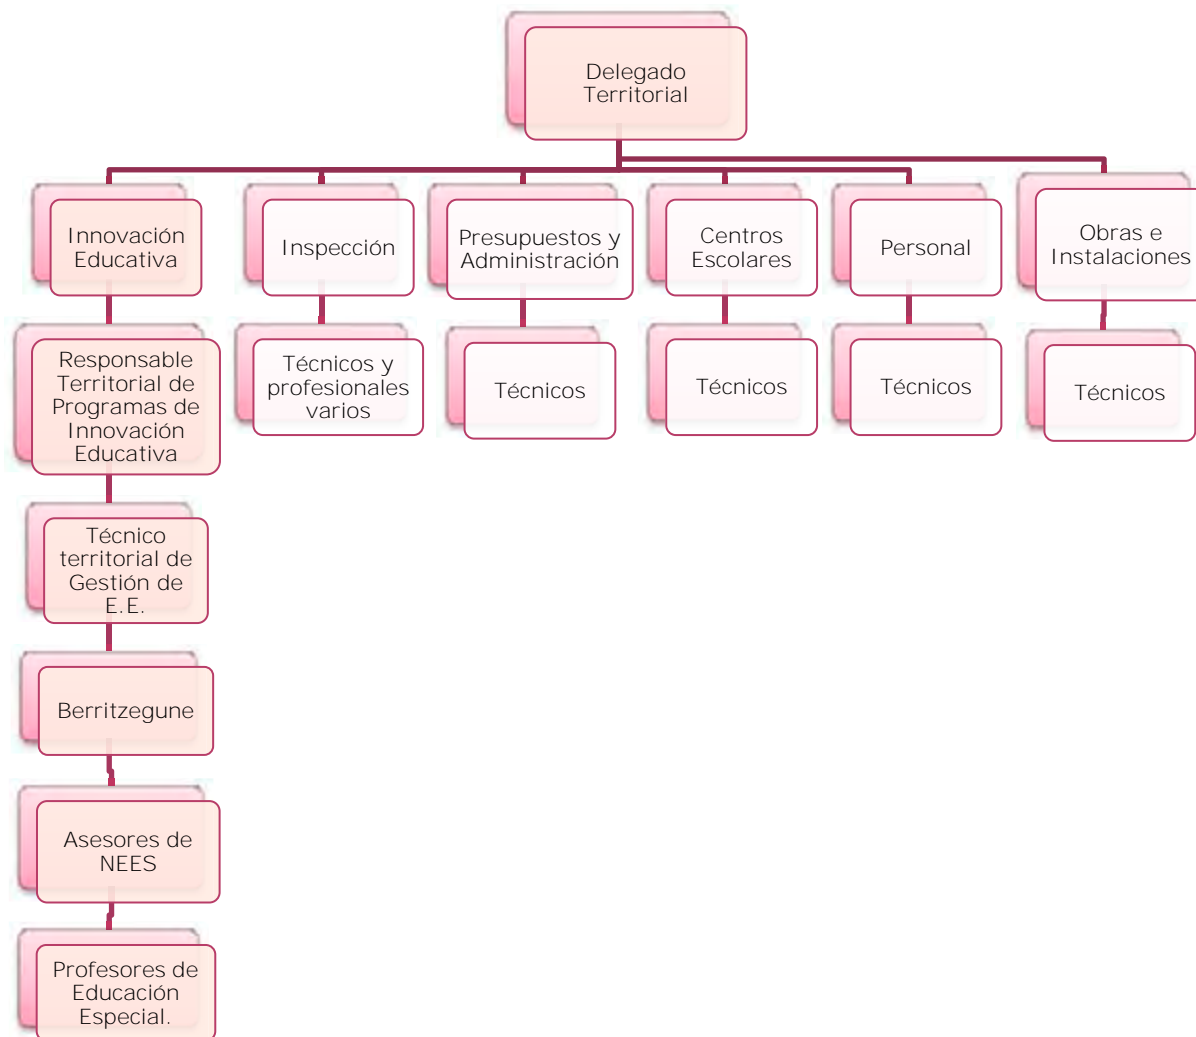 Delegado
Territorial
Innovación
Educativa
Inspección
Presupuestos y
Administración
Centros
Escolares
Personal
Obras e
Instalaciones
Responsable
Territorial de
Programas de
Innovación
Educativa
Técnicos y
profesionales
varios
Técnicos
Técnicos
Técnicos
Técnicos
Técnico
territorial de
Gestión de
E.E.
Berritzegune
Asesores de
NEES
Profesores de
Educación
Especial.